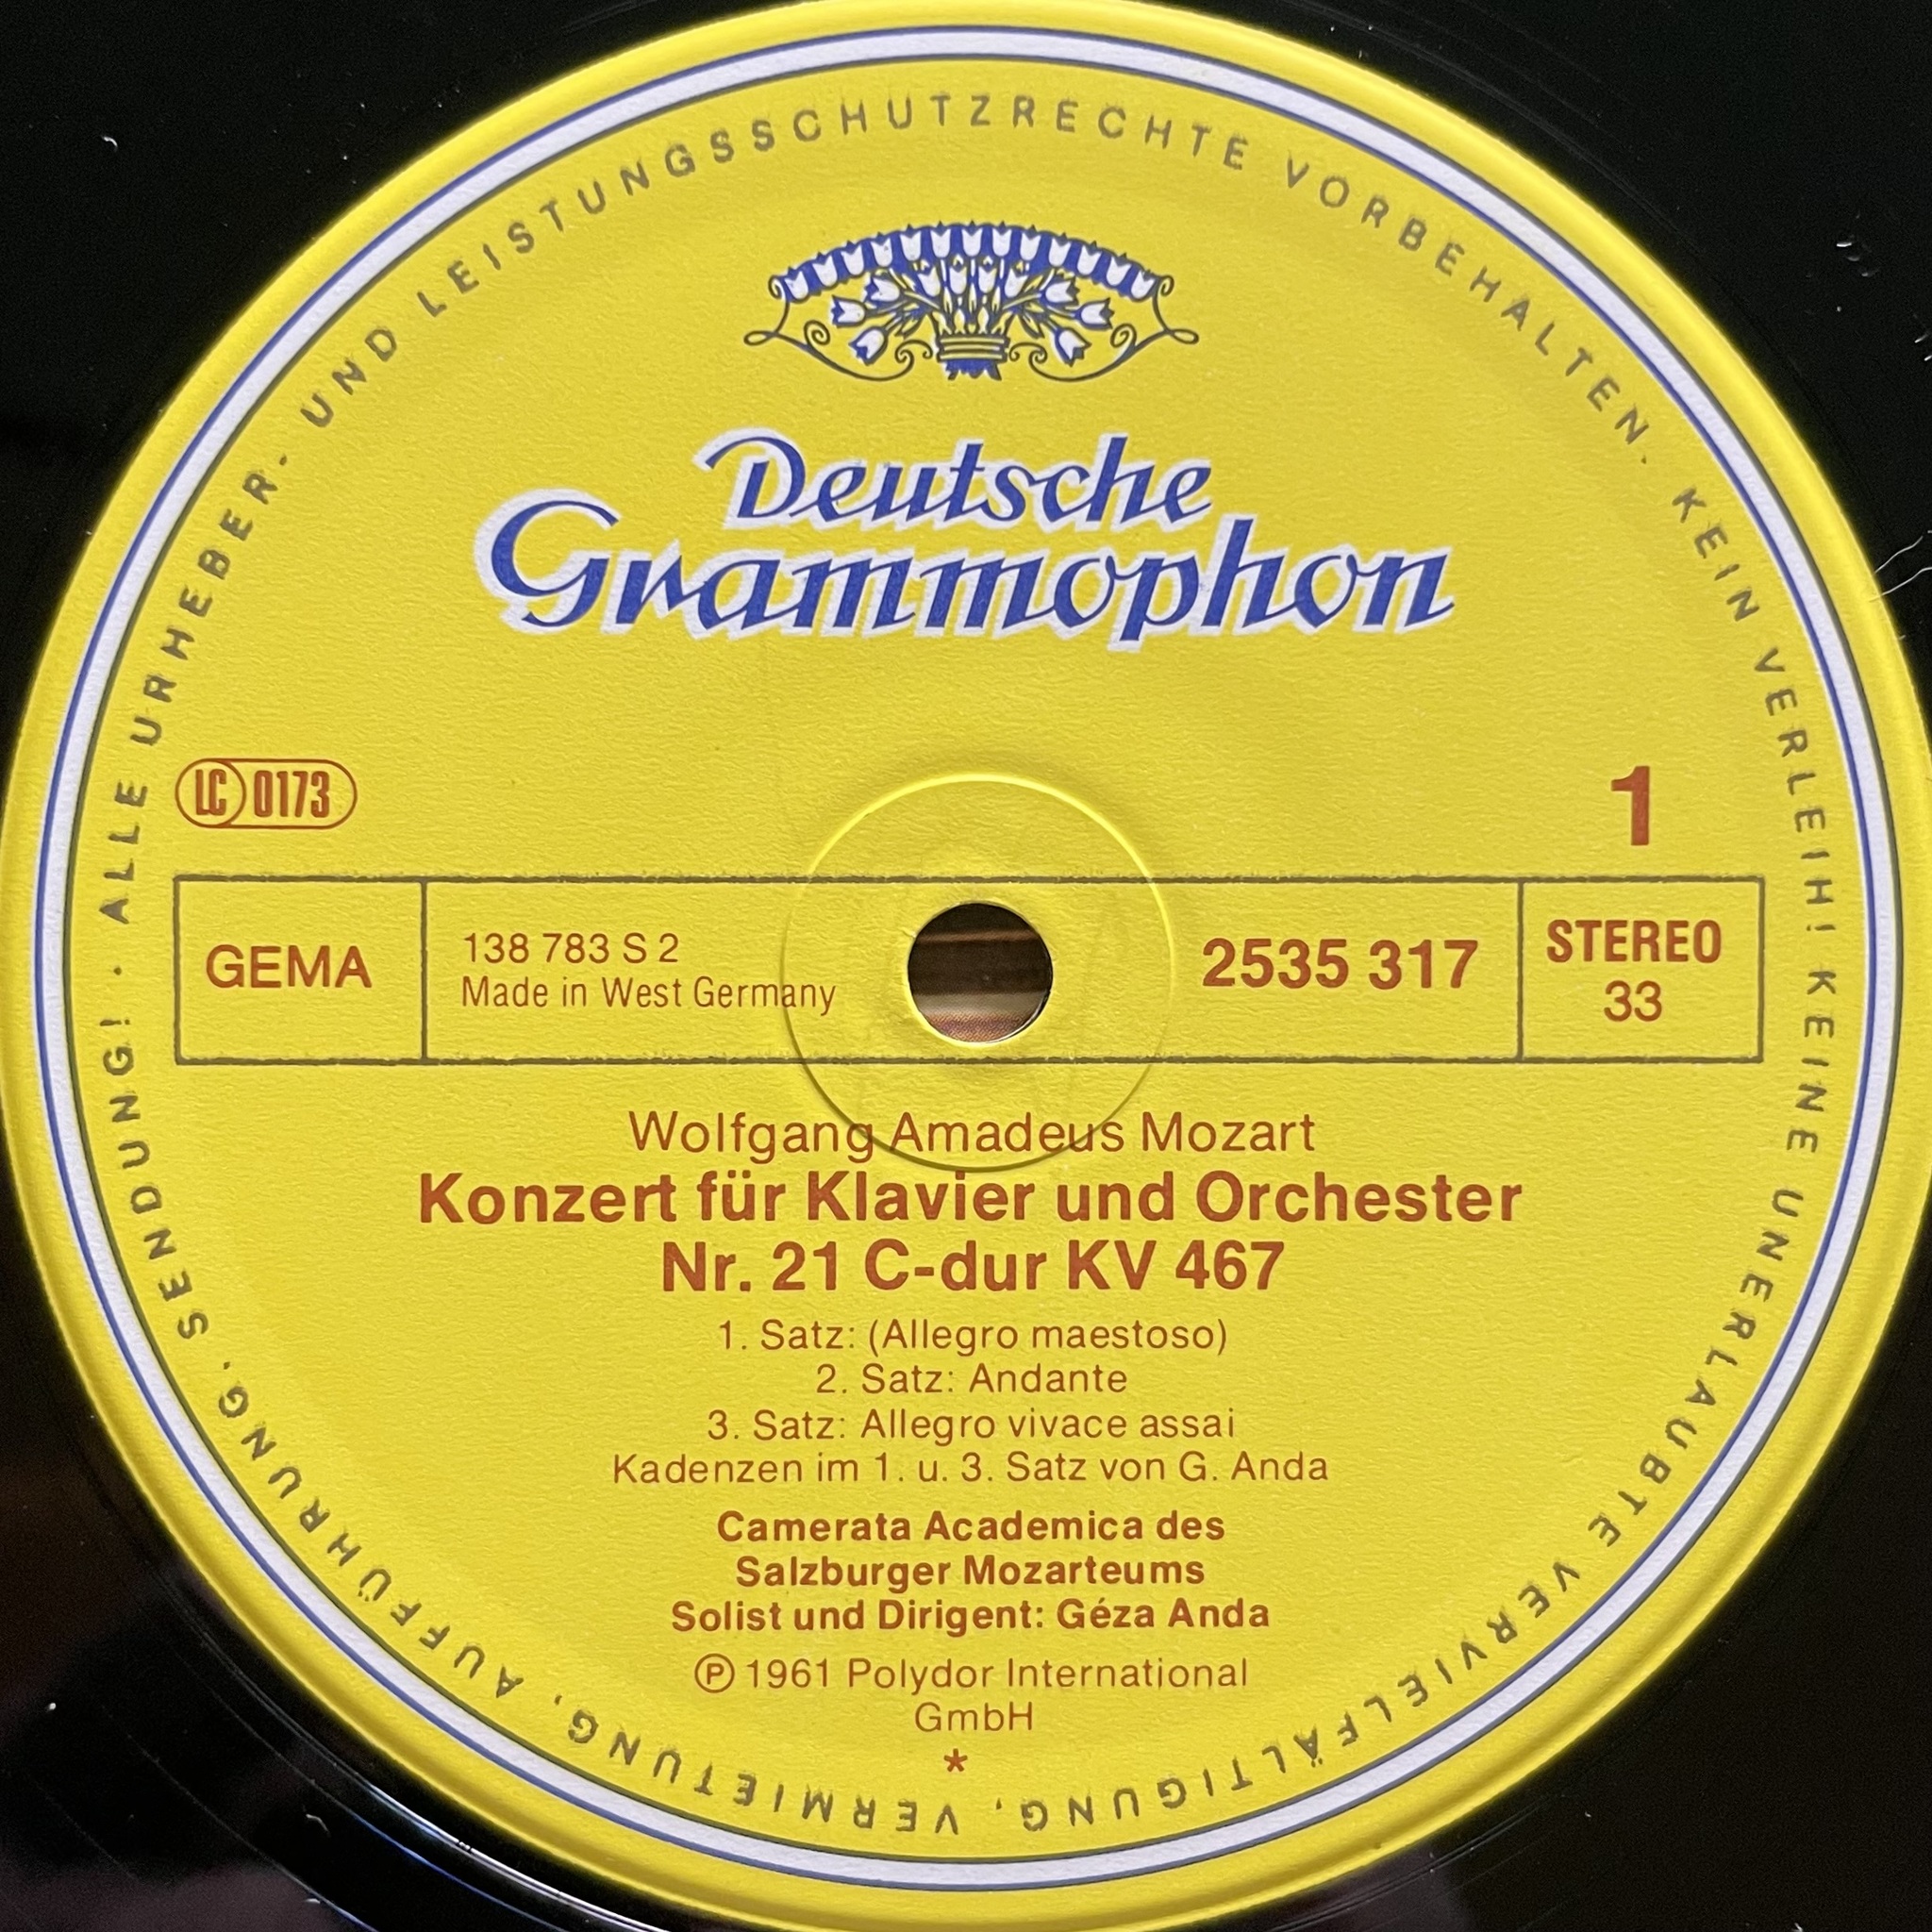 ALLE URHEBER- UND LEISTUNGSSCHUTZRECHTE VORBEHALTEN. KEIN VERLEIH! KEINE UNERLAUBTE VERVIELFÄLTIGUNG, VERMIETUNG, AUFFÜHRUNG, SENDUNG! ·
Deutsche
Grammophon
LC 0173
1
GEMA
138 783 S 2
Made in West Germany
2535 317
STEREO
33
Wolfgang Amadeus Mozart
Konzert für Klavier und Orchester
Nr. 21 C-dur KV 467
1. Satz: (Allegro maestoso)
2. Satz: Andante
3. Satz: Allegro vivace assai
Kadenzen im 1. u. 3. Satz von G. Anda
Camerata Academica des
Salzburger Mozarteums
Solist und Dirigent: Géza Anda
Ⓟ 1961 Polydor International
GmbH
*